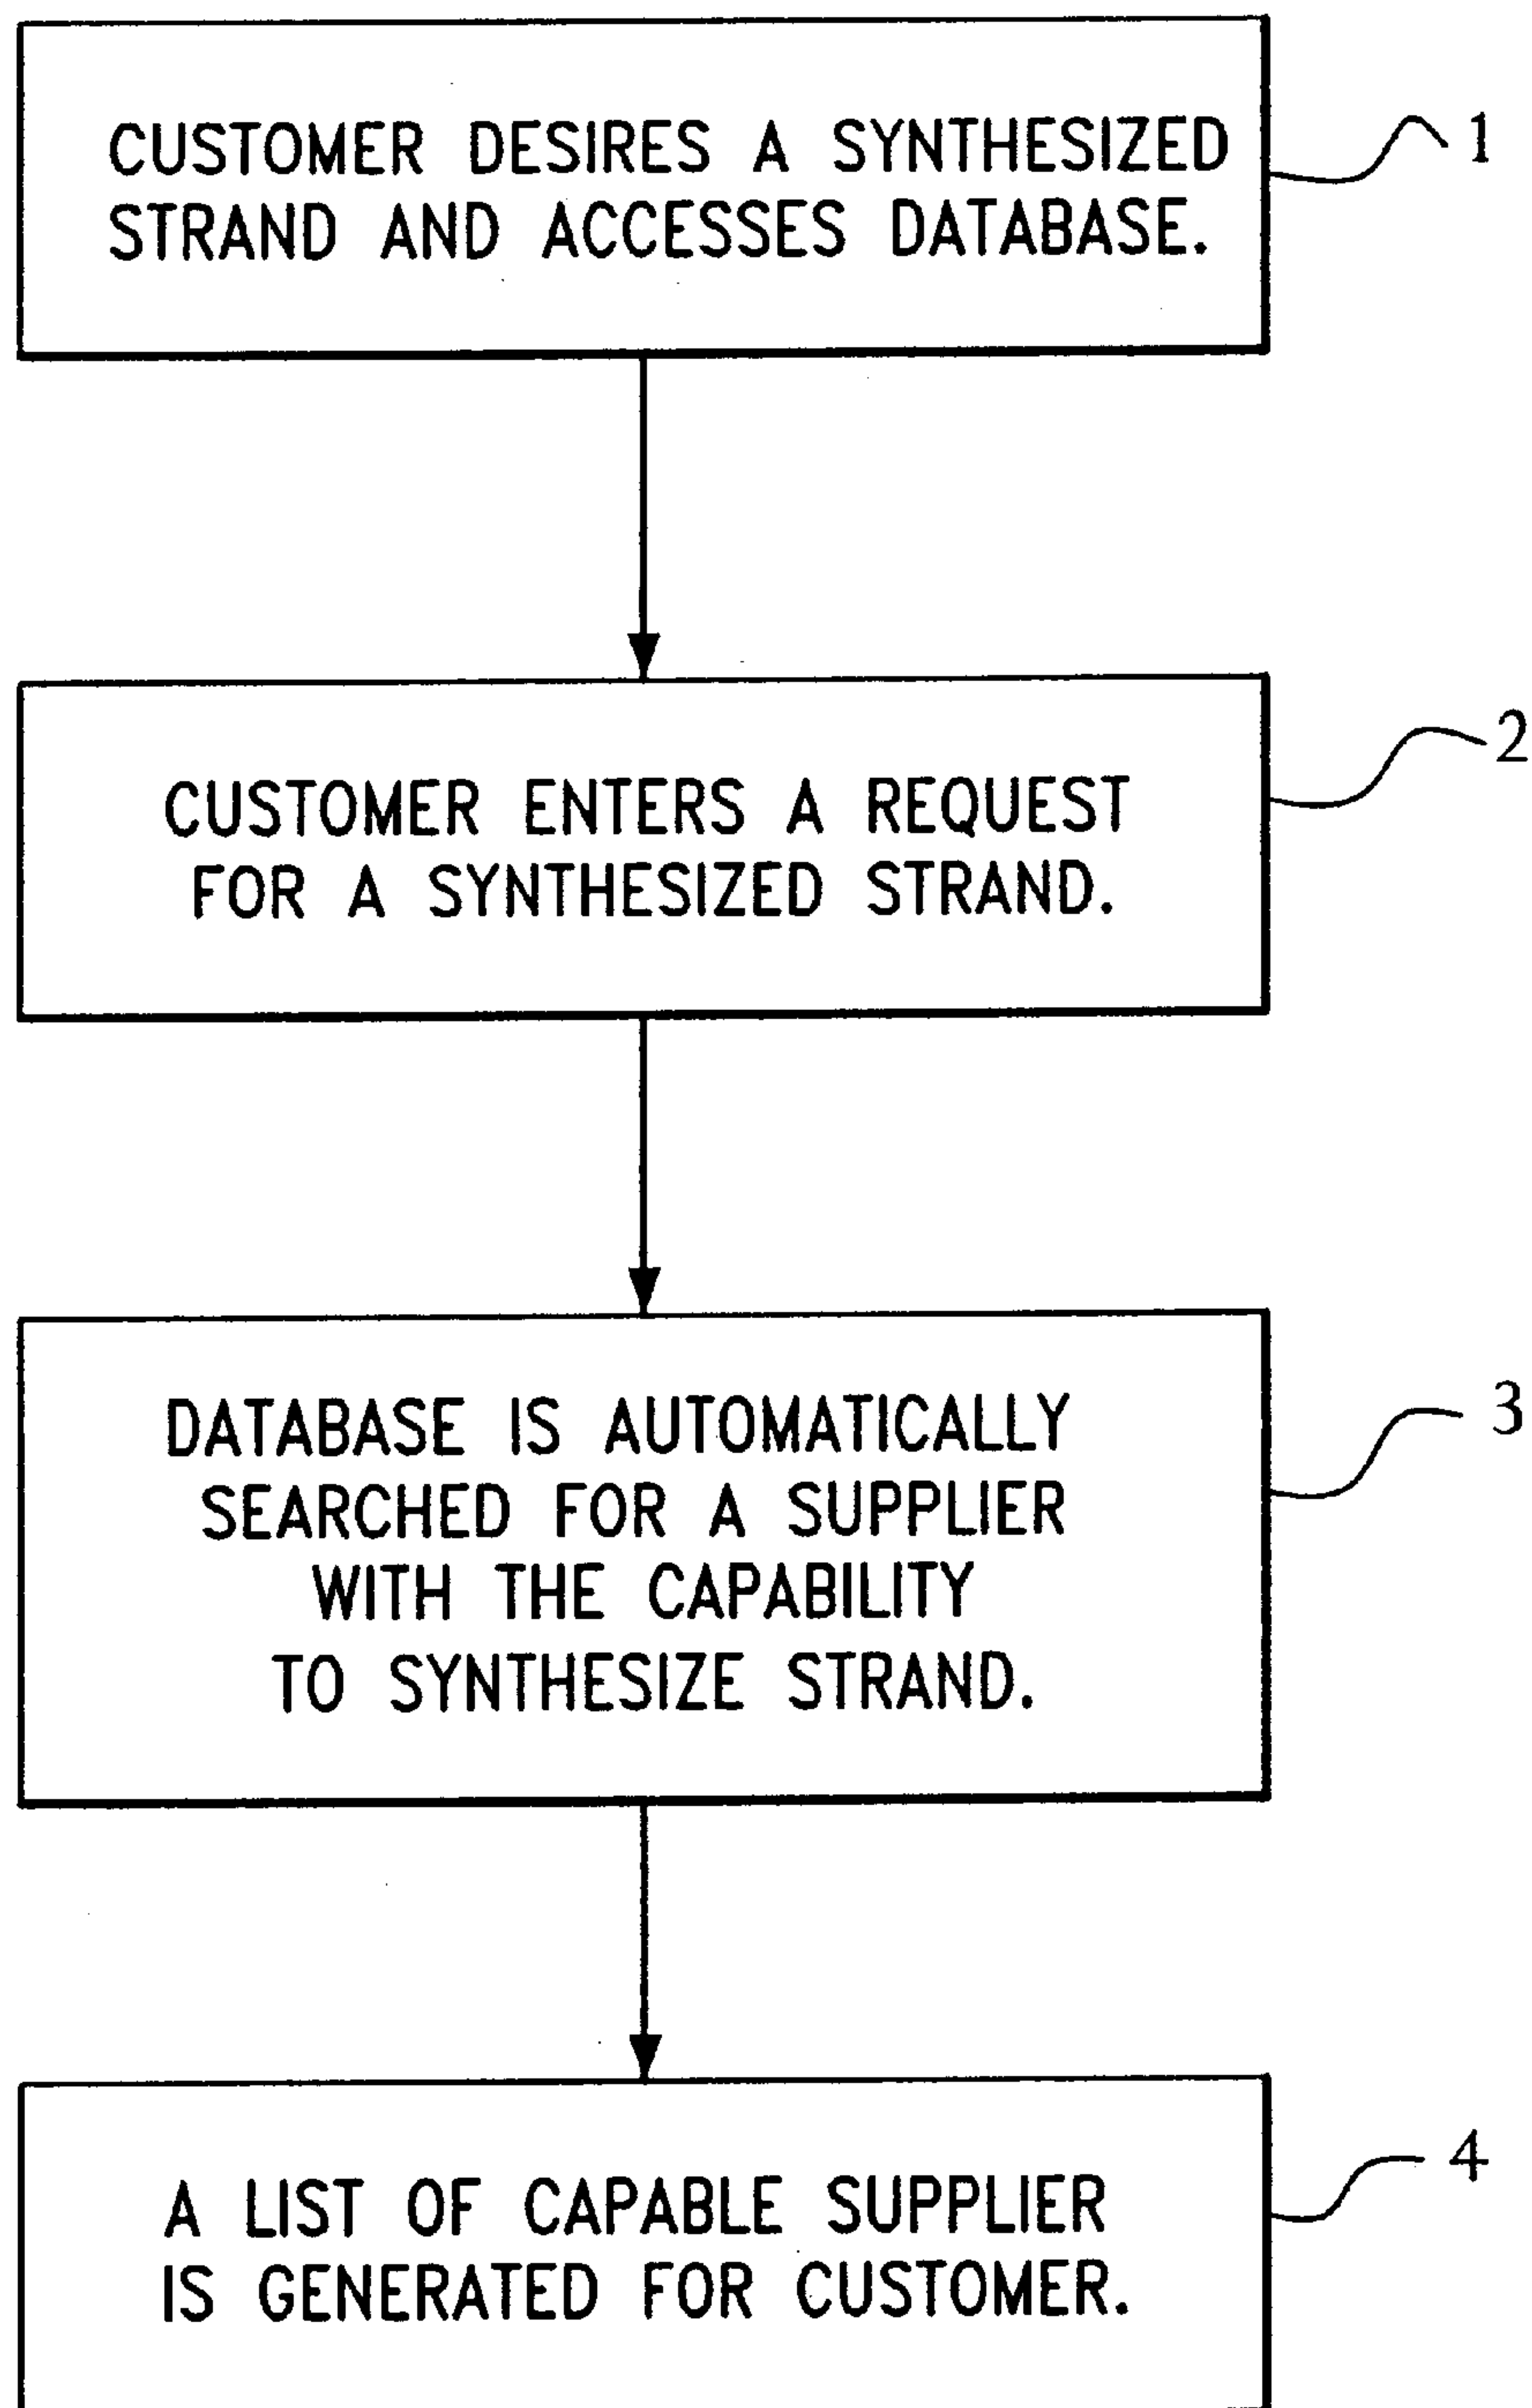 CUSTOMER DESIRES A SYNTHESIZED
STRAND AND ACCESSES DATABASE.
1
CUSTOMER ENTERS A REQUEST
FOR A SYNTHESIZED STRAND.
2
DATABASE IS AUTOMATICALLY
SEARCHED FOR A SUPPLIER
WITH THE CAPABILITY
TO SYNTHESIZE STRAND.
3
A LIST OF CAPABLE SUPPLIER
IS GENERATED FOR CUSTOMER.
4